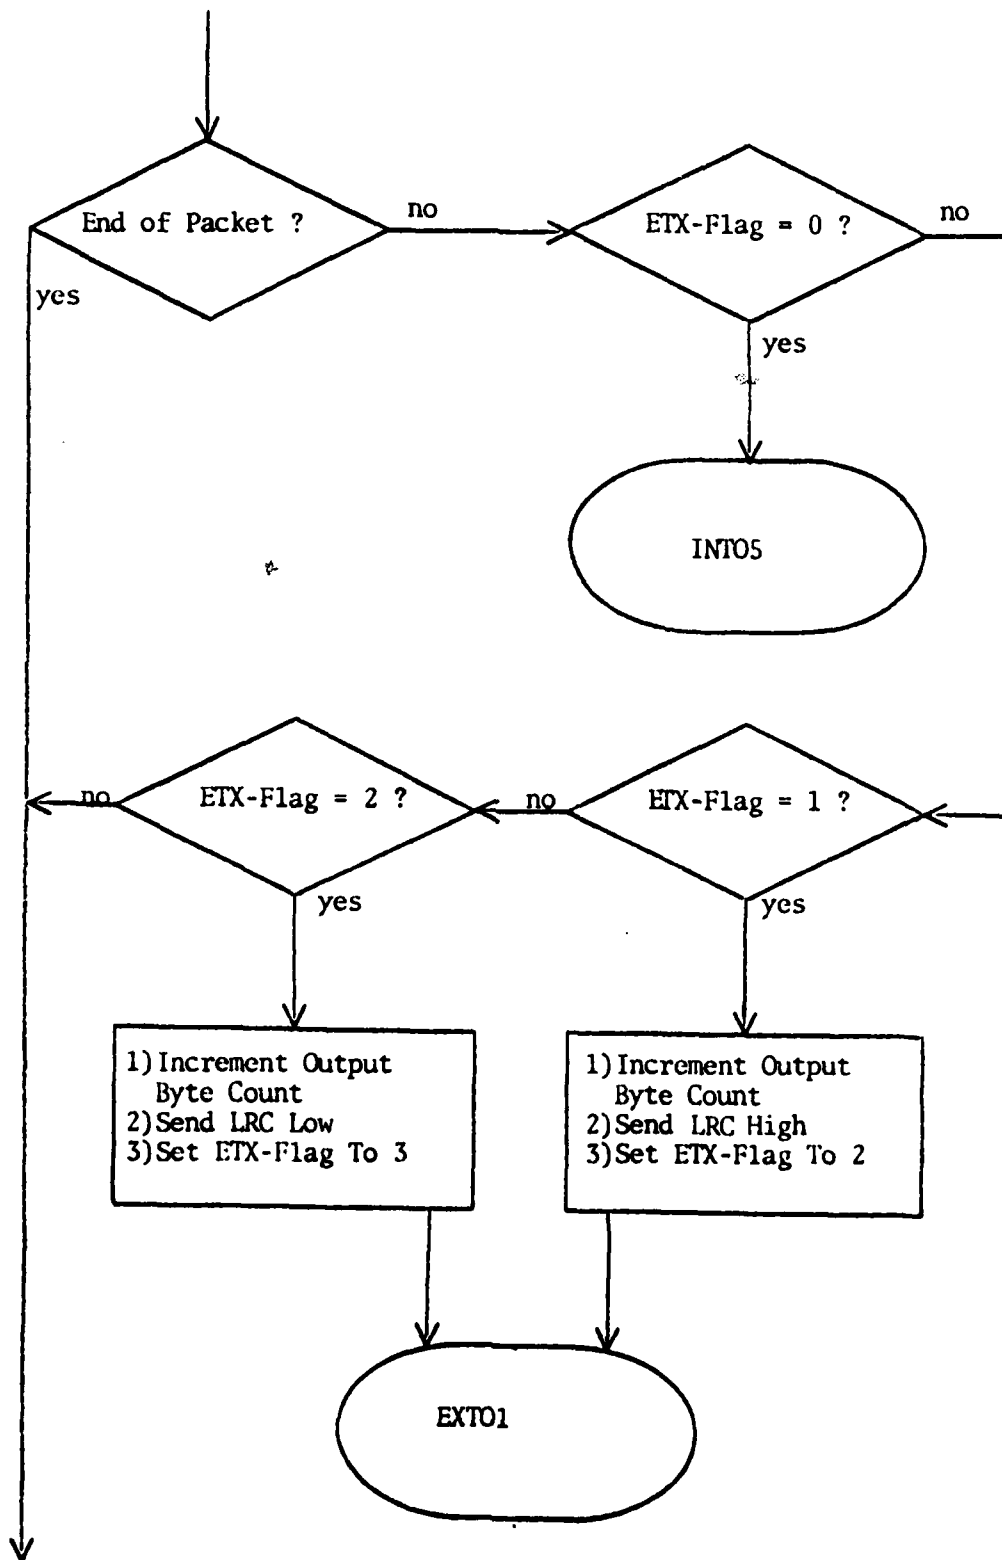 End of Packet ?
no
ETX-Flag = 0 ?
no
yes
yes
INTO5
no
ETX-Flag = 2 ?
no
ETX-Flag = 1 ?
yes
yes
1)Increment Output
Byte Count
2)Send LRC Low
3)Set ETX-Flag To 3
1)Increment Output
Byte Count
2)Send LRC High
3)Set ETX-Flag To 2
EXTO1